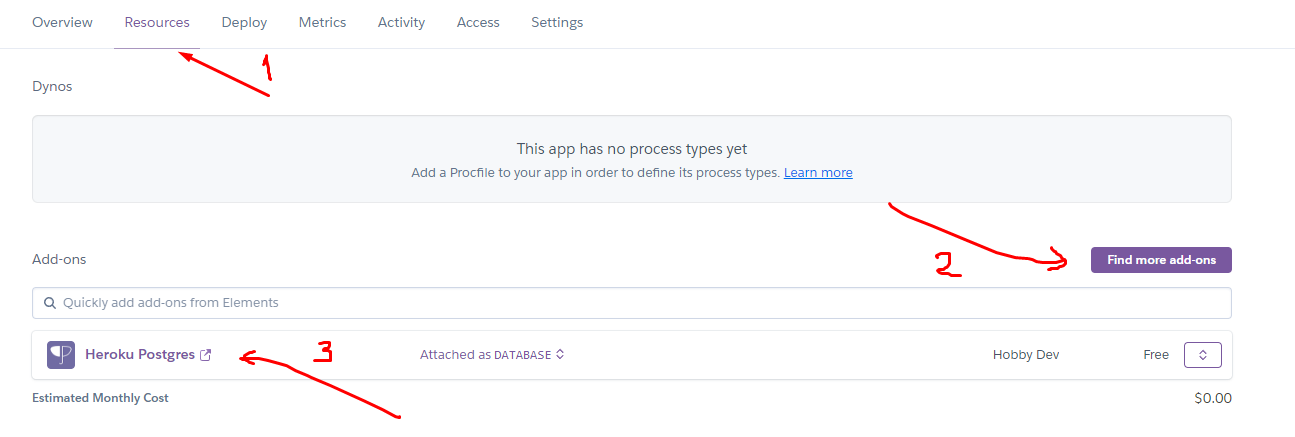 Overview Resources Deploy Metrics Activity Access Settings
1
Dynos
This app has no process types yet
Add a Procfile to your app in order to define its process types. Learn more
Add-ons
2
Find more add-ons
Quickly add add-ons from Elements
Heroku Postgres
3
Attached as DATABASE
Hobby Dev
Free
Estimated Monthly Cost
$0.00